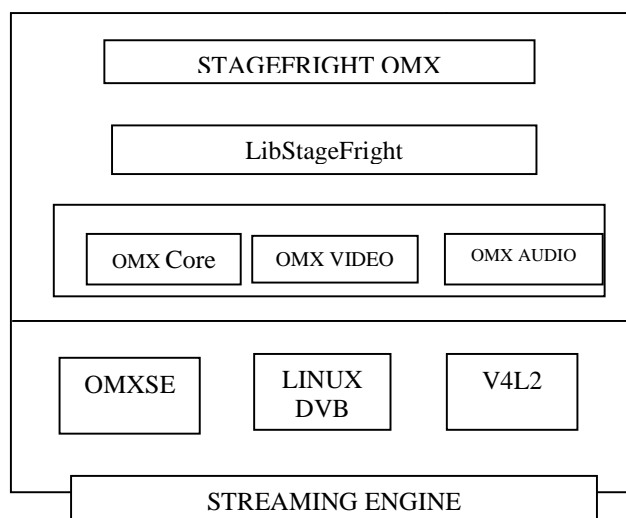 STAGEFRIGHT OMX
LibStageFright
OMX Core
OMX VIDEO
OMX AUDIO
OMXSE
LINUX
DVB
V4L2
STREAMING ENGINE